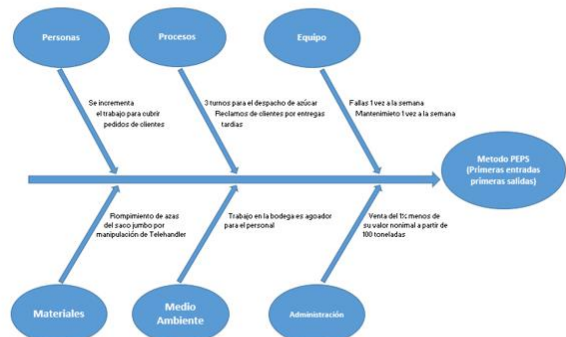 Personas
Procesos
Equipo
Se incrementa
el trabajo para cubrir
pedidos de clientes
3 turnos para el despacho de azúcar
Reclamos de clientes por entregas
tardías
Fallas 1 vez a la semana
Mantenimieto 1 vez a la semana
Metodo PEPS
(Primeras entradas
primeras salidas)
Rompimiento de azas
del saco jumbo por
manipulación de Telehandler
Trabajo en la bodega es agoador
para el personal
Venta del 1% menos de
su valor nonimal a partir de
100 toneladas
Materiales
Medio
Ambiente
Administración